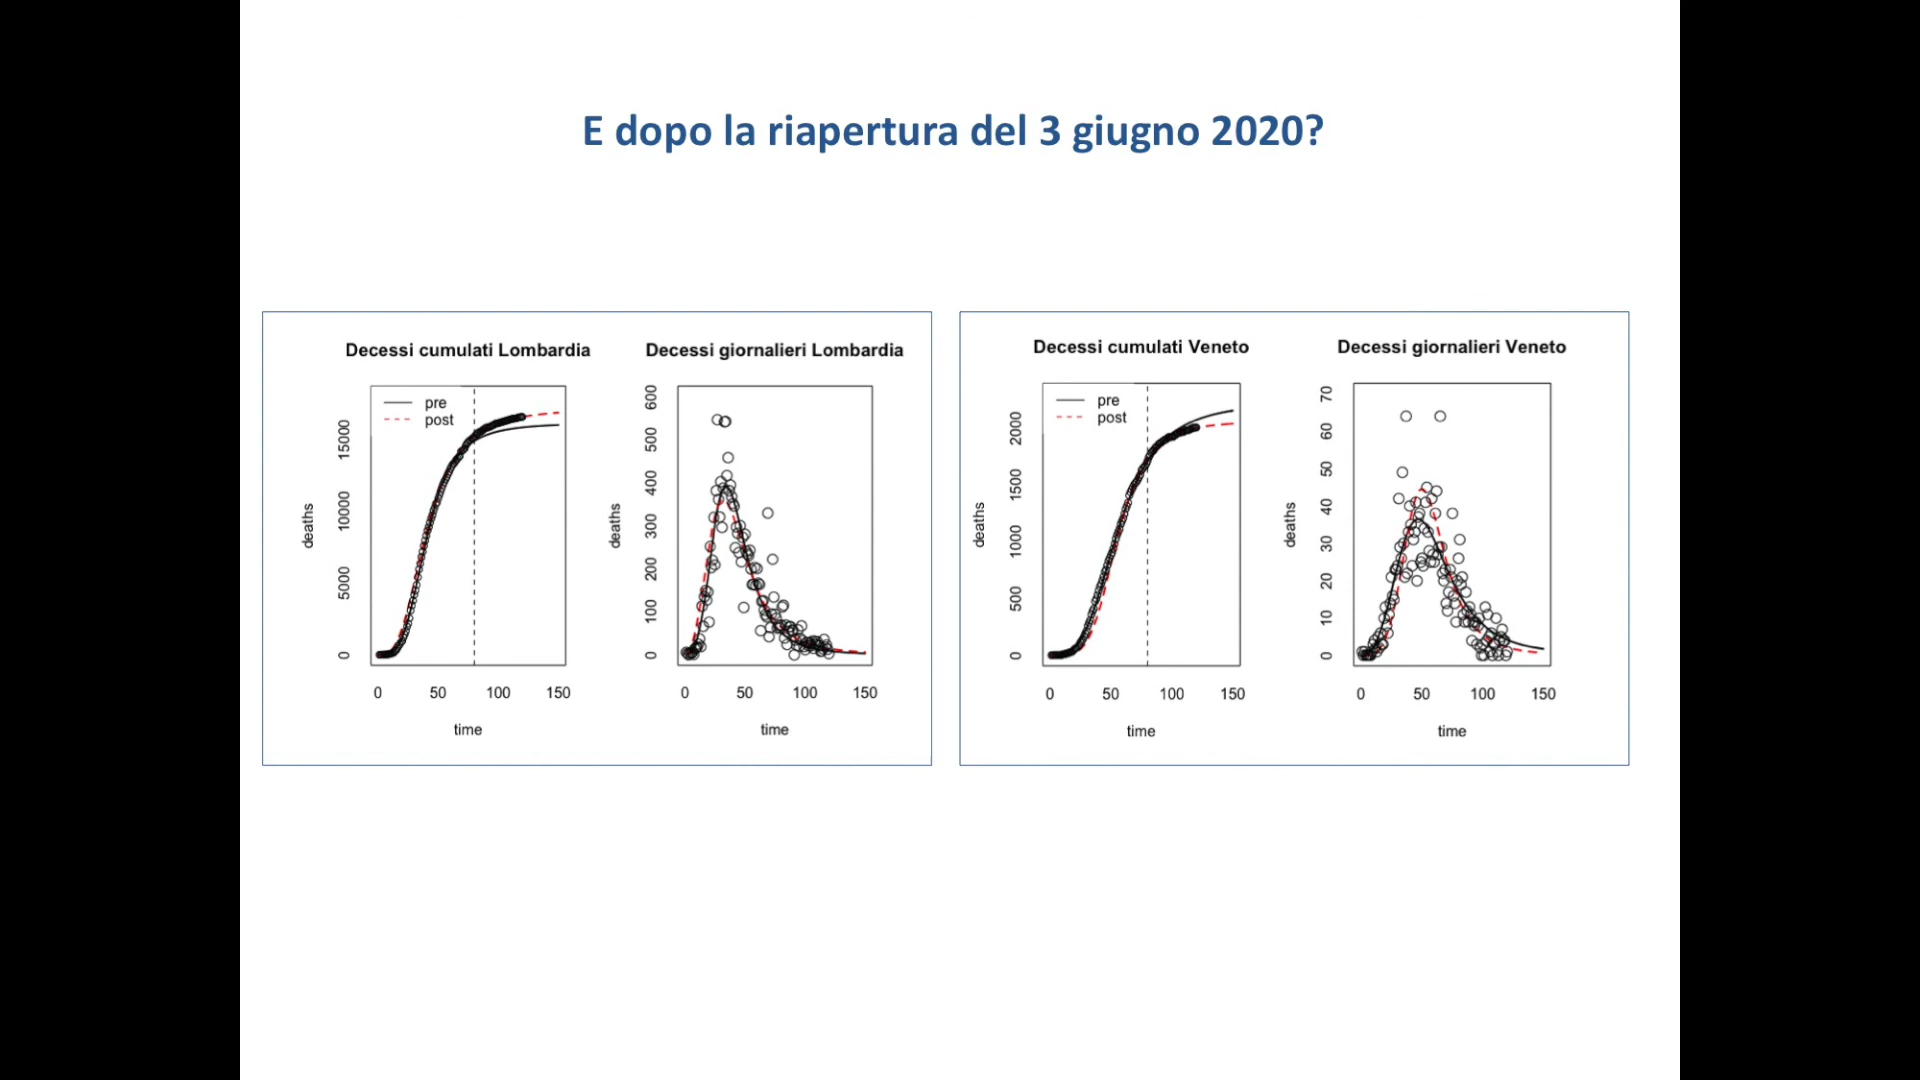 E dopo la riapertura del 3 giugno 2020?
Decessi cumulati Lombardia
pre
post
deaths
0
5000
10000
15000
0 50 100 150
time
Decessi giornalieri Lombardia
deaths
0
100
200
300
400
500
600
0 50 100 150
time
Decessi cumulati Veneto
pre
post
deaths
0
500
1000
1500
2000
0 50 100 150
time
Decessi giornalieri Veneto
deaths
0
10
20
30
40
50
60
70
0 50 100 150
time